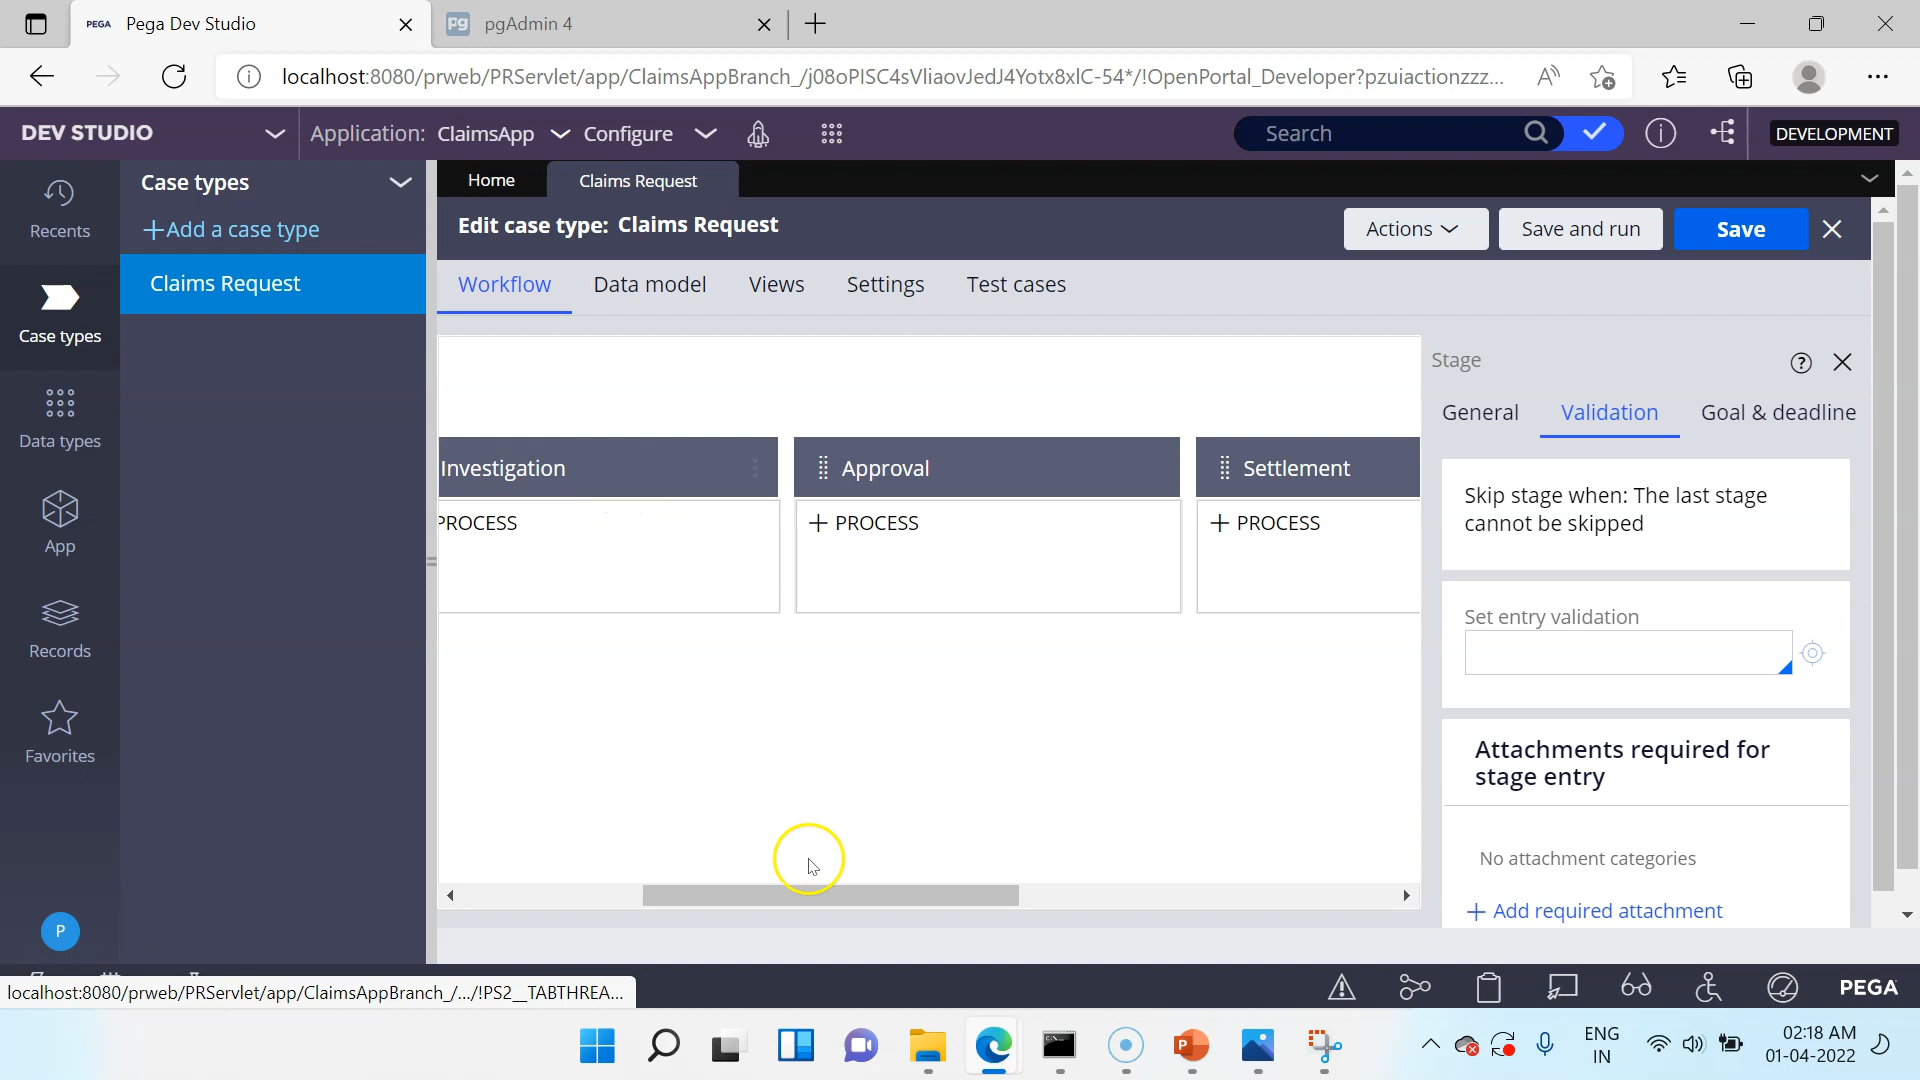 PEGA Pega Dev Studio
pg pgAdmin 4
localhost:8080/prweb/PRServlet/app/ClaimsAppBranch_/j08oPISC4sVliaovJedJ4Yotx8xlC-54*/!OpenPortal_Developer?pzuiactionzzz...
DEV STUDIO
Application: ClaimsApp Configure
Search
DEVELOPMENT
Recents
Case types
Data types
App
Records
Favorites
P
Case types
+Add a case type
Claims Request
Home
Claims Request
Edit case type: Claims Request
Actions
Save and run
Save
Workflow
Data model
Views
Settings
Test cases
Investigation
Approval
Settlement
PROCESS
+ PROCESS
+ PROCESS
Stage
General
Validation
Goal & deadline
Skip stage when: The last stage
cannot be skipped
Set entry validation
Attachments required for
stage entry
No attachment categories
+ Add required attachment
localhost:8080/prweb/PRServlet/app/ClaimsAppBranch_/.../!PS2__TABTHREA...
PEGA
P
ENG
IN
02:18 AM
01-04-2022